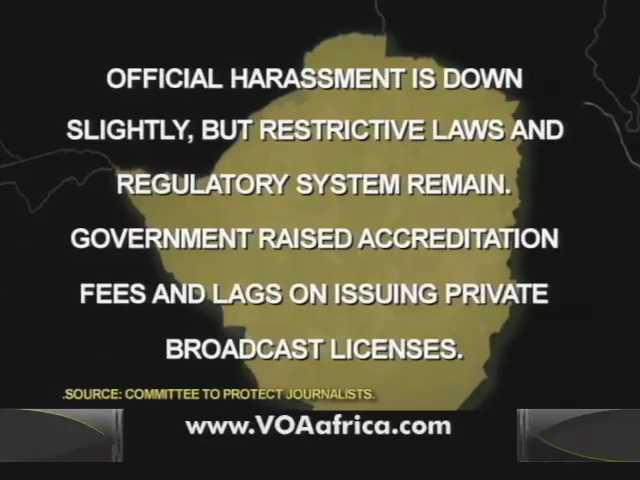 OFFICIAL HARASSMENT IS DOWN
SLIGHTLY, BUT RESTRICTIVE LAWS AND
REGULATORY SYSTEM REMAIN.
GOVERNMENT RAISED ACCREDITATION
FEES AND LAGS ON ISSUING PRIVATE
BROADCAST LICENSES.
.SOURCE: COMMITTEE TO PROTECT JOURNALISTS.
www.VOAafrica.com